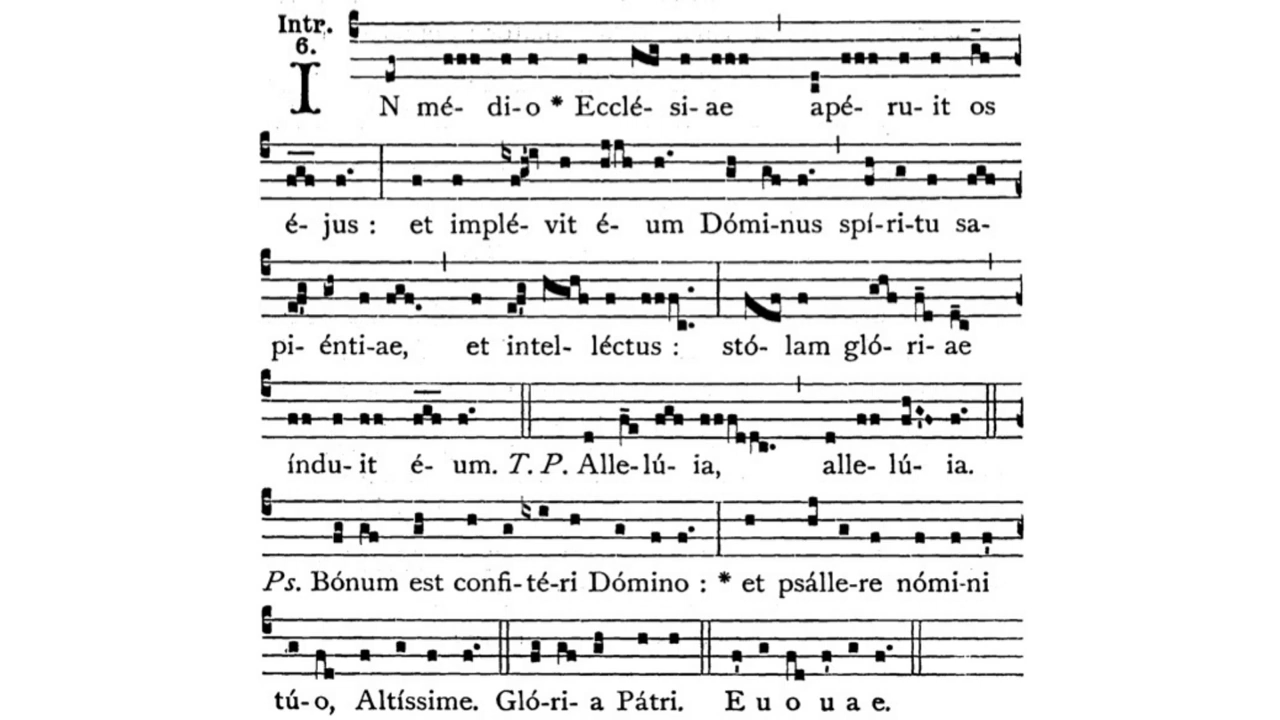 Intr.
6.
IN mé- di-o * Ecclé- si- ae apé- ru- it os
é- jus : et implé- vit é- um Dómi-nus spí-ri-tu sa-
pi- énti-ae, et intel- léctus : stó- lam gló- ri- ae
índu- it é- um. T. P. Alle-lú- ia, alle- lú- ia.
Ps. Bónum est confi-té-ri Dómino : * et psálle-re nómi-ni
tú-o, Altíssime. Gló-ri- a Pátri. E u o u a e.